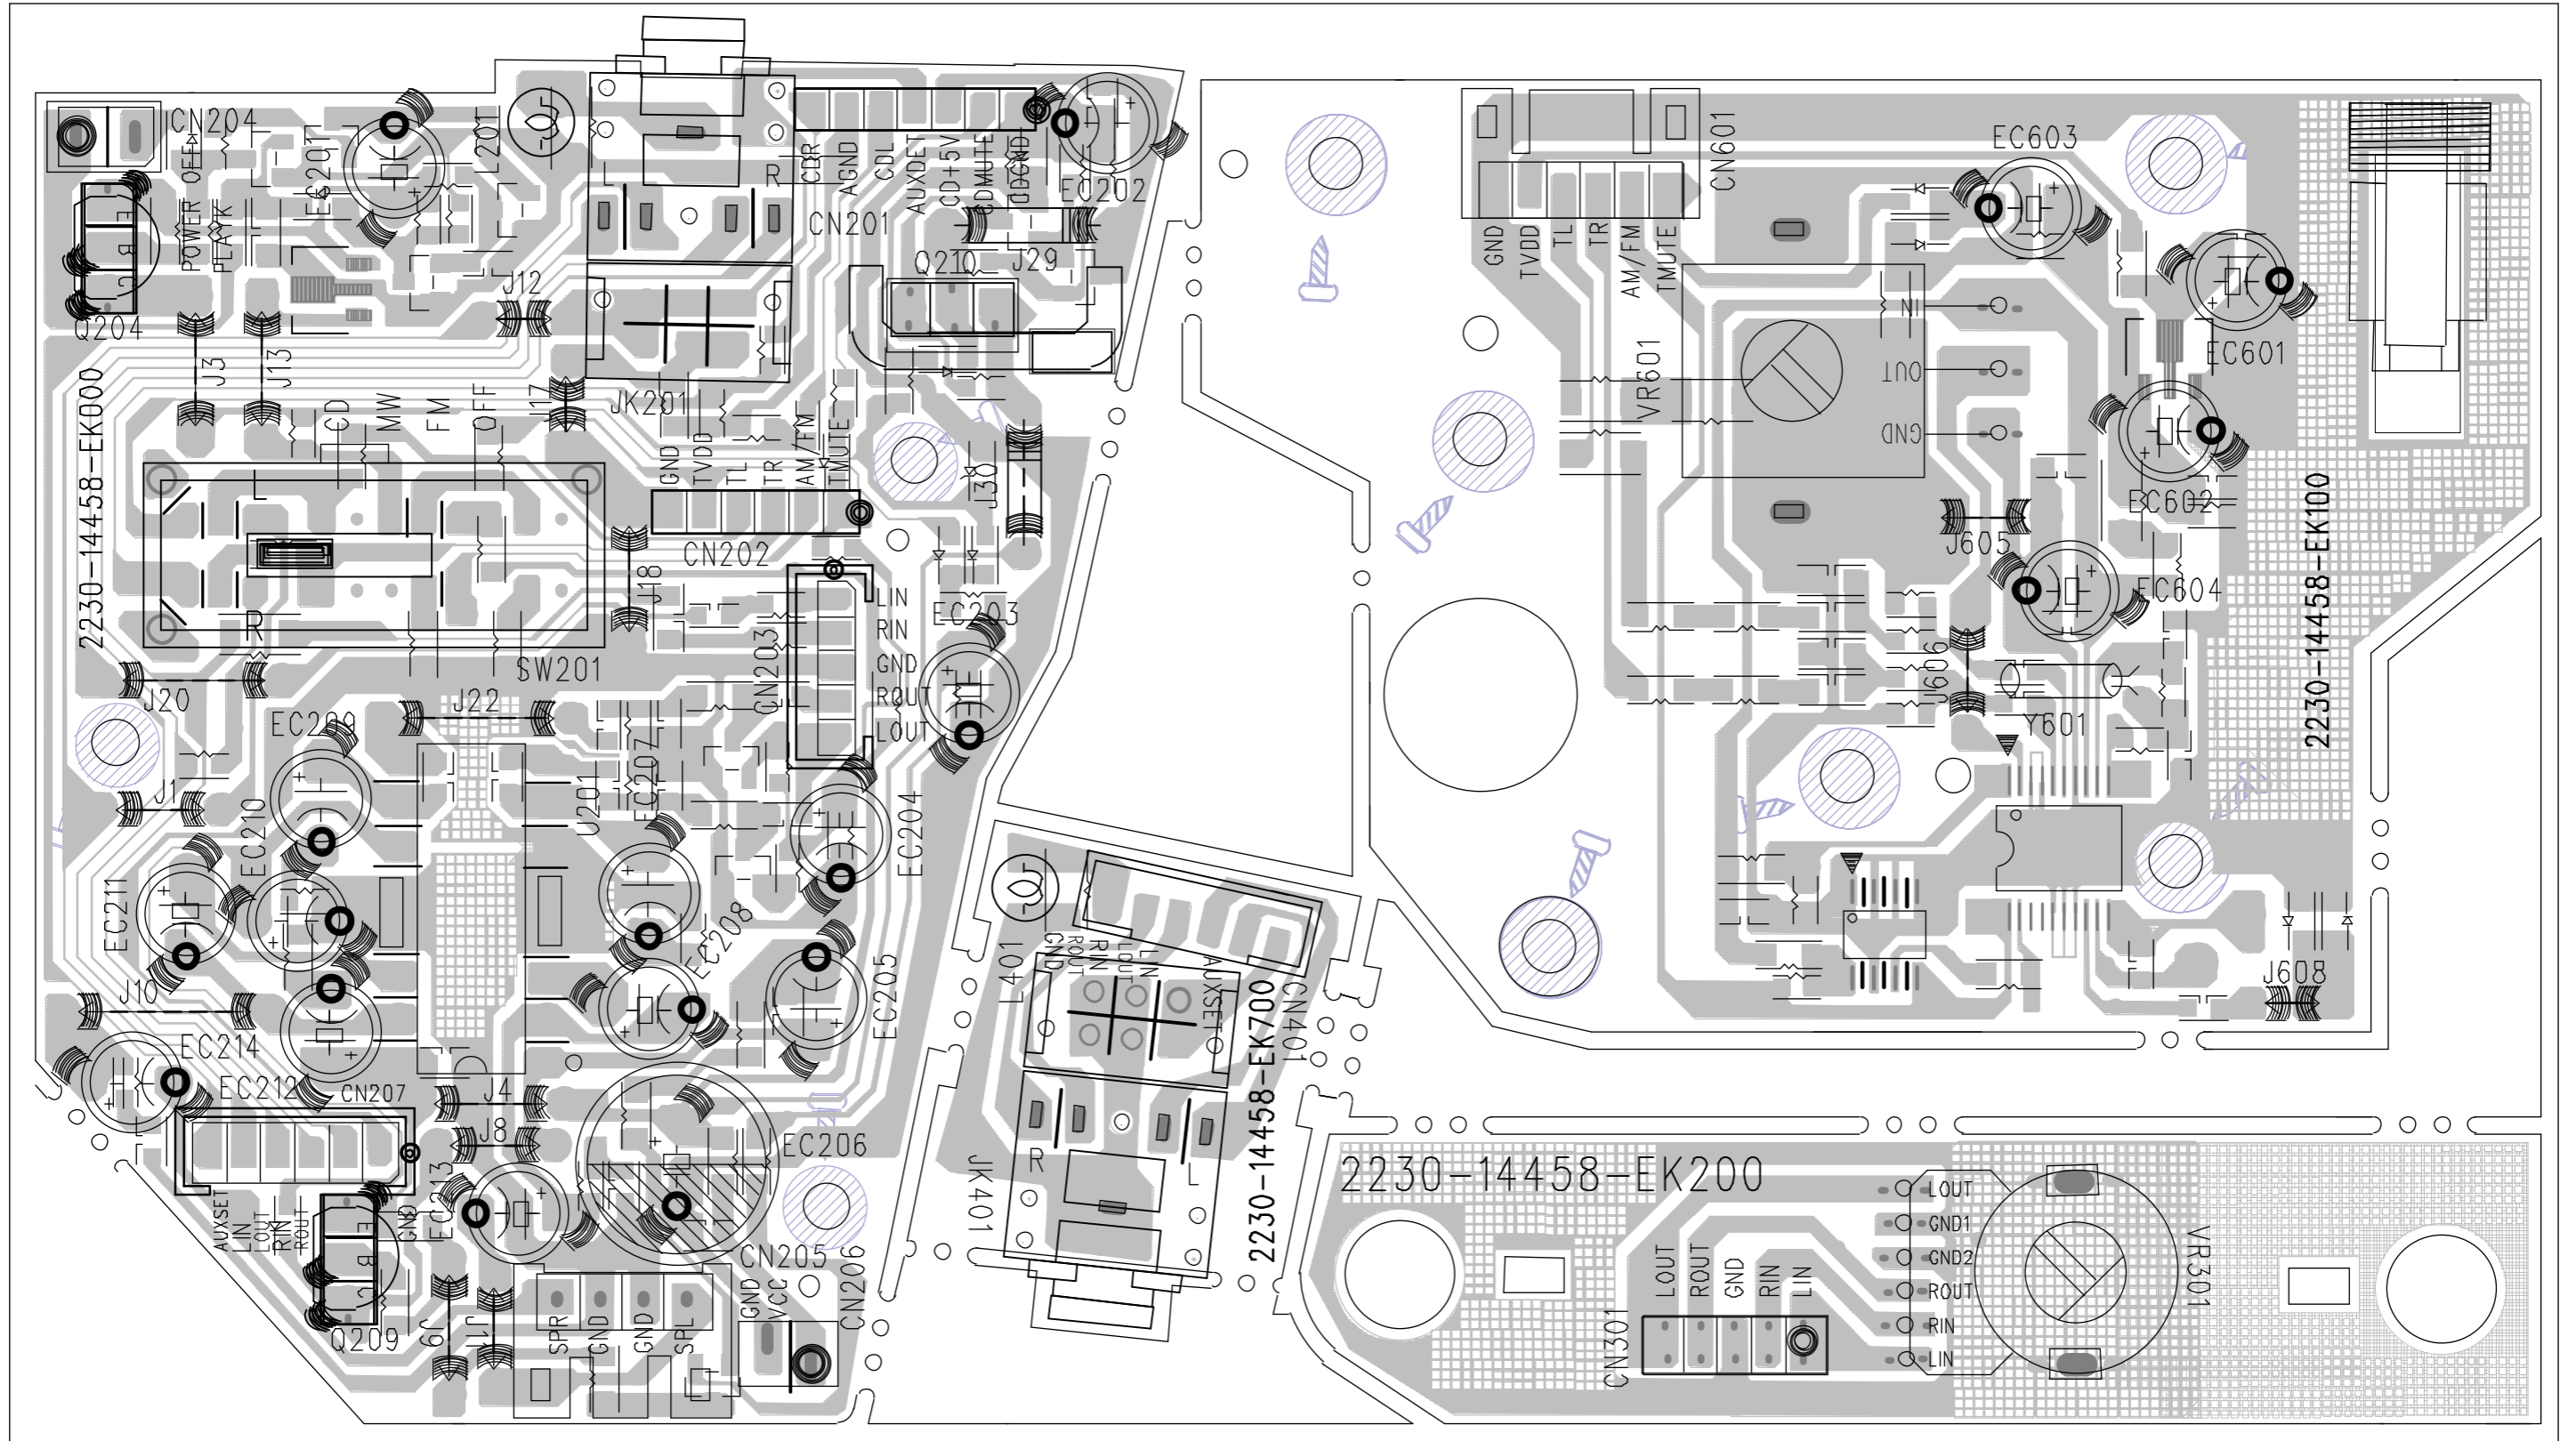 CN204
POWER OFF
PLAYK
EC201
L201
E
B
C
Q204
J12
J3
J13
J17
L
R
CN201
CDR
AGND
CDL
AUXDET
CD+5V
CDMUTE
CDGND
EC202
Q210
J29
JK201
2230-14458-EK000
CD
MW
FM
OFF
GND
TVDD
TL
TR
AM/FM
TMUTE
CN202
J30
L
R
SW201
J18
LIN
RIN
GND
ROUT
LOUT
CN203
EC203
J20
J22
EC209
J1
EC210
U201
EC207
EC204
EC211
EC208
EC205
J10
EC214
EC212
CN207
J4
J8
EC206
AUXSET
LIN
LOUT
RIN
ROUT
GND
EC213
E
B
C
Q209
J9
J11
SPR
GND
GND
SPL
CN205
GND
VCC
CN206
L401
GND
ROUT
RIN
LOUT
LIN
AUXSET
CN401
2230-14458-EK700
R
L
JK401
CN601
GND
TVDD
TL
TR
AM/FM
TMUTE
EC603
EC601
VR601
IN
OUT
GND
EC602
J605
EC604
J606
Y601
2230-14458-EK100
J608
2230-14458-EK200
LOUT
GND1
GND2
ROUT
RIN
LIN
VR301
LOUT
ROUT
GND
RIN
LIN
CN301